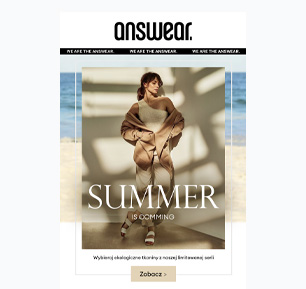 answear.
WE ARE THE ANSWEAR. WE ARE THE ANSWEAR. WE ARE THE ANSWEAR.
SUMMER
IS COMMING
Wybieraj ekologiczne tkaniny z naszej limitowanej serii
Zobacz >